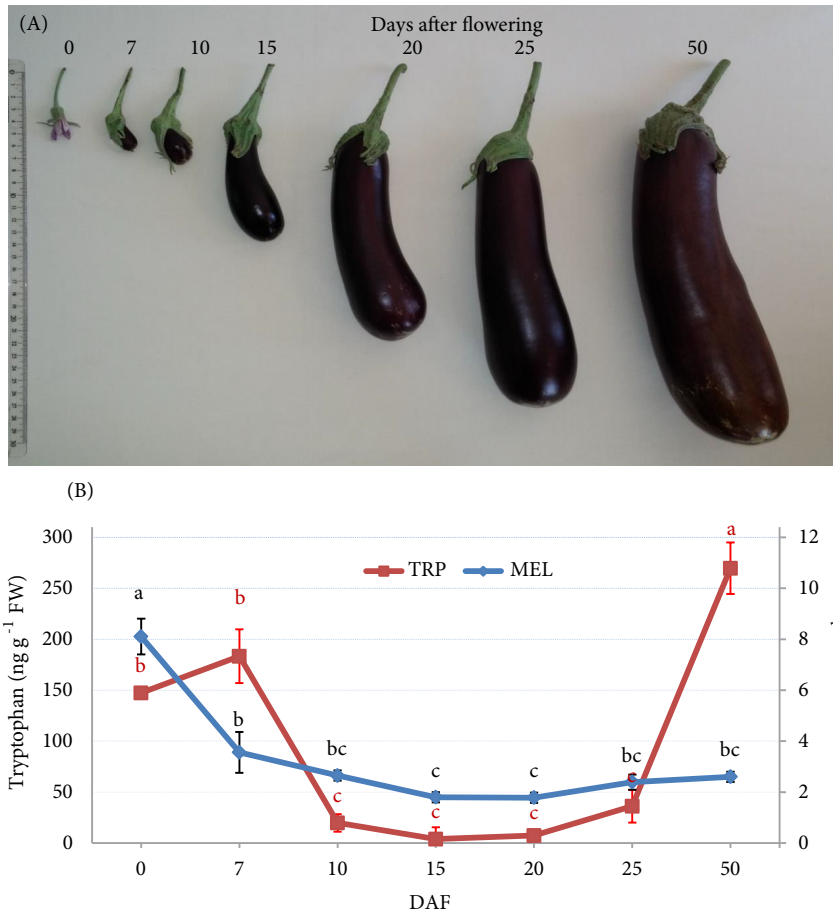 (A)
Days after flowering
0 7 10 15 20 25 50
(B)
Tryptophan (ng g⁻¹ FW)
300
250
200
150
100
50
0
12
10
8
6
4
2
0
TRP MEL
a
b
b
b
bc
c
c
c
c
c
bc
c
bc
a
0 7 10 15 20 25 50
DAF